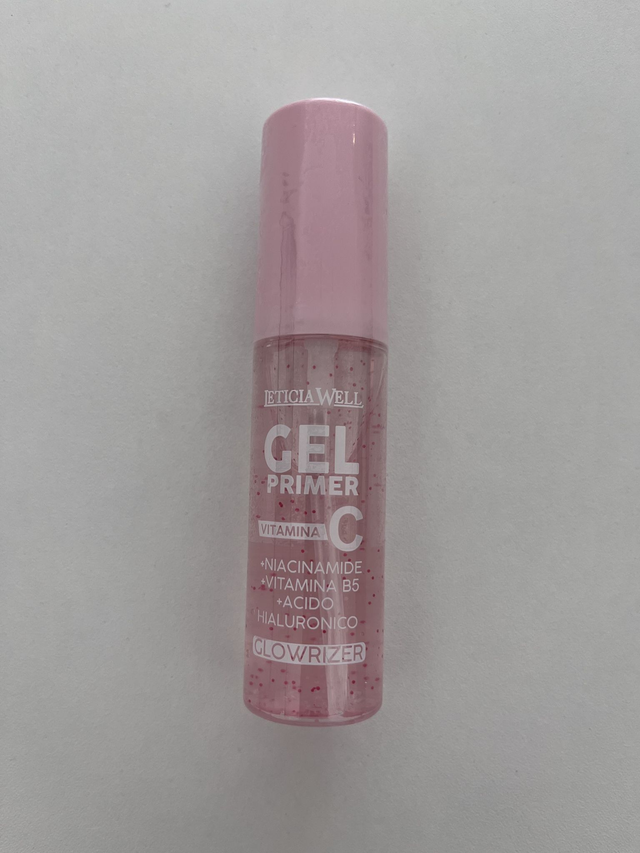 LETICIA WELL
GEL
PRIMER
VITAMINA C
+NIACINAMIDE
+VITAMINA B5
+ACIDO
HIALURONICO
GLOWRIZER